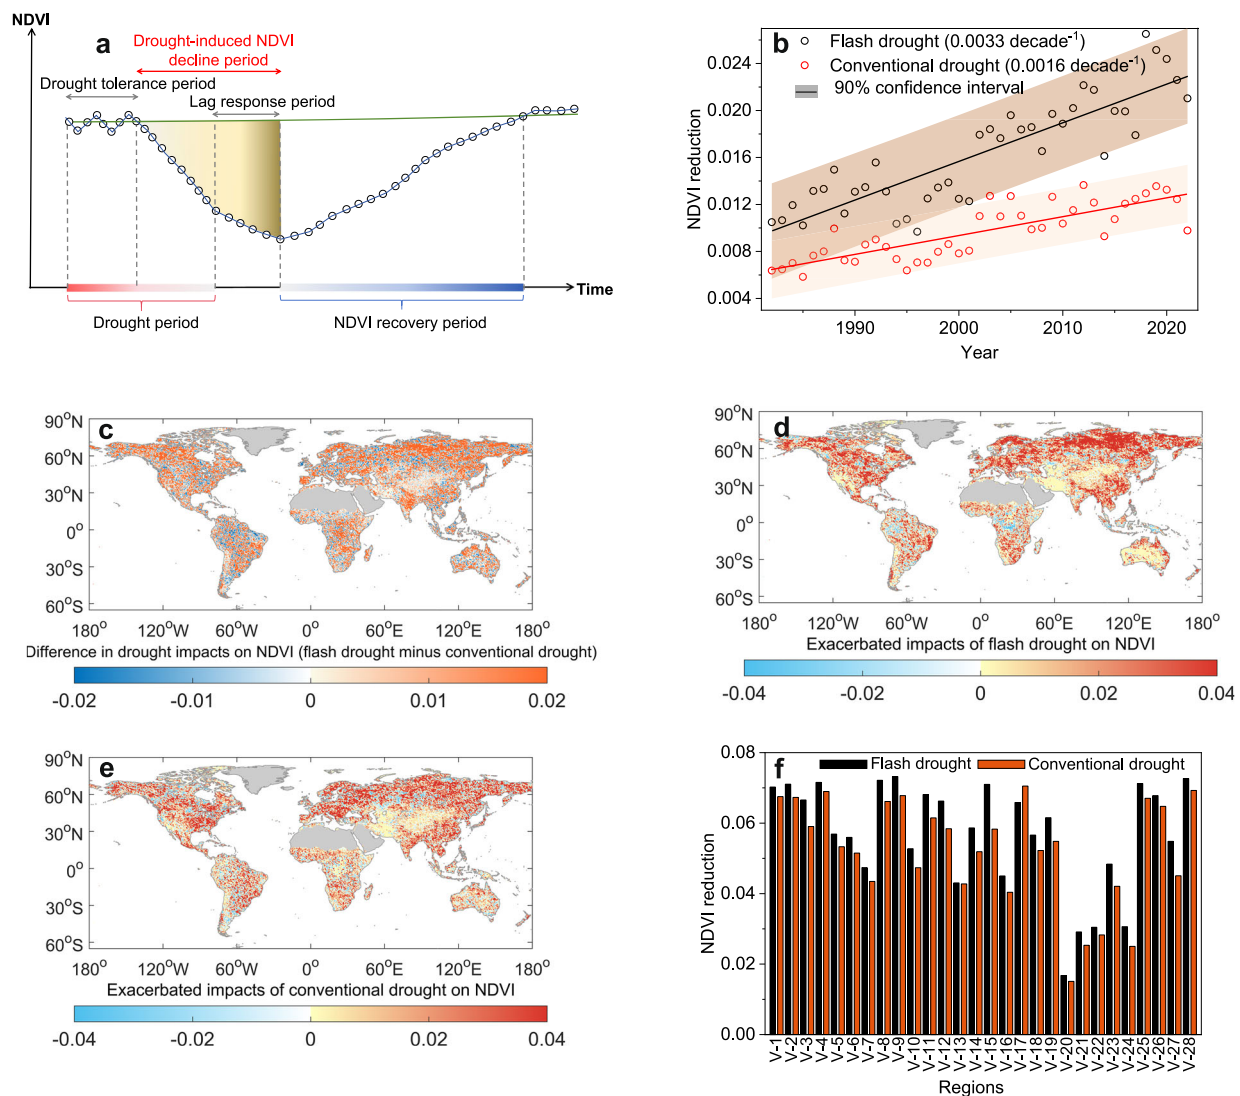 NDVI
a
Drought-induced NDVI
decline period
Drought tolerance period
Lag response period
Time
Drought period
NDVI recovery period
b
Flash drought (0.0033 decade⁻¹)
Conventional drought (0.0016 decade⁻¹)
90% confidence interval
NDVI reduction
0.024
0.020
0.016
0.012
0.008
0.004
1990
2000
2010
2020
Year
c
90°N
60°N
30°N
0°
30°S
60°S
180°
120°W
60°W
0°
60°E
120°E
180°
Difference in drought impacts on NDVI (flash drought minus conventional drought)
-0.02
-0.01
0
0.01
0.02
d
90°N
60°N
30°N
0°
30°S
60°S
180°
120°W
60°W
0°
60°E
120°E
180°
Exacerbated impacts of flash drought on NDVI
-0.04
-0.02
0
0.02
0.04
e
90°N
60°N
30°N
0°
30°S
60°S
180°
120°W
60°W
0°
60°E
120°E
180°
Exacerbated impacts of conventional drought on NDVI
-0.04
-0.02
0
0.02
0.04
f
Flash drought
Conventional drought
NDVI reduction
0.08
0.06
0.04
0.02
0.00
V-1
V-2
V-3
V-4
V-5
V-6
V-7
V-8
V-9
V-10
V-11
V-12
V-13
V-14
V-15
V-16
V-17
V-18
V-19
V-20
V-21
V-22
V-23
V-24
V-25
V-26
V-27
V-28
Regions